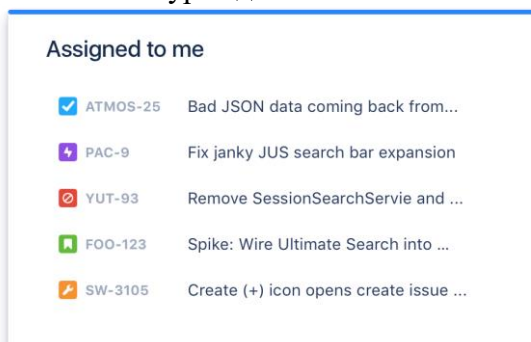 Assigned to me
ATMOS-25 Bad JSON data coming back from...
PAC-9 Fix janky JUS search bar expansion
YUT-93 Remove SessionSearchServie and ...
FOO-123 Spike: Wire Ultimate Search into ...
SW-3105 Create (+) icon opens create issue ...